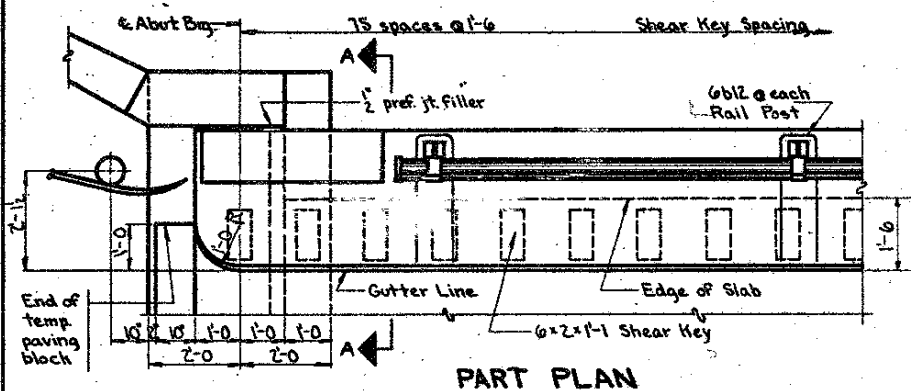 ℄ Abut Brg.
75 spaces @ 1'-6
Shear Key Spacing
A
1/2" pref. jt. filler
6b12 @ each
Rail Post
2'-1 1/2
1'-0
1'-0
1'-6
End of
temp.
paving
block
Gutter Line
Edge of Slab
10" 2" 10" 1'-0 1'-0 1'-0
6×2×1'-1 Shear Key
2'-0 2'-0
A
PART PLAN